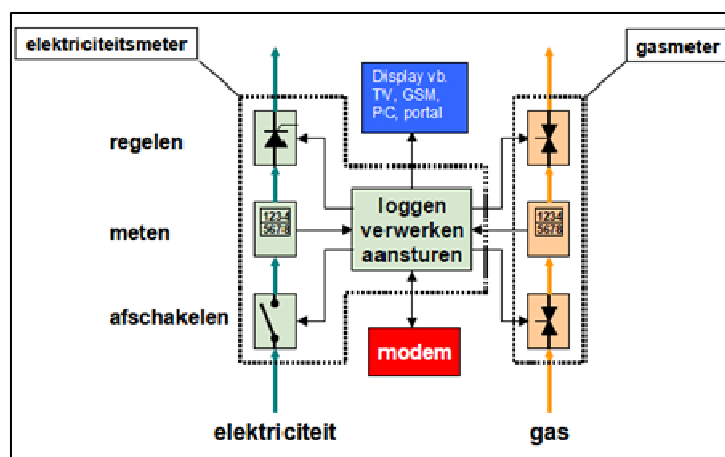 elektriciteitsmeter
gasmeter
Display vb.
TV, GSM,
PC, portal
regelen
loggen
verwerken
aansturen
1234
5678
1234
5678
meten
afschakelen
modem
elektriciteit
gas